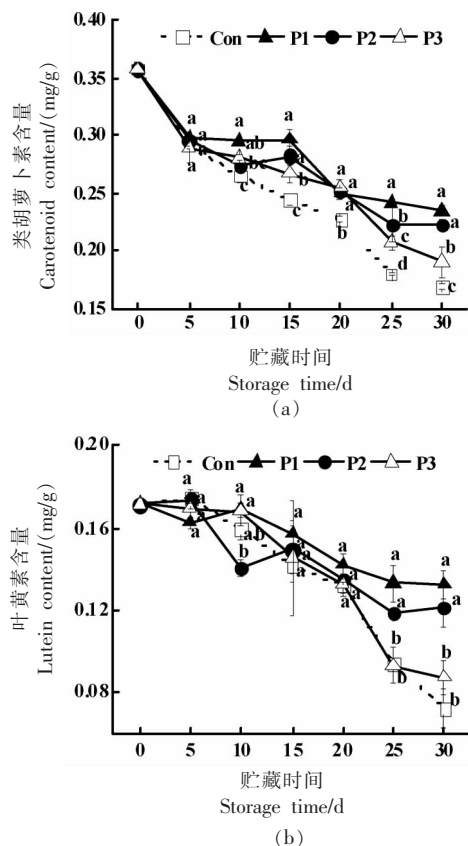 Con P1 P2 P3
0.40
0.35
0.30
0.25
0.20
0.15
类胡萝卜素含量
Carotenoid content/(mg/g)
a a a
a ab a a a a
a ab a a b a
c c b c b
d c
0 5 10 15 20 25 30
贮藏时间
Storage time/d
(a)
Con P1 P2 P3
0.20
0.16
0.12
0.08
叶黄素含量
Lutein content/(mg/g)
a a a a a a
a a a a a
a ab a a b b
a b a a b b
0 5 10 15 20 25 30
贮藏时间
Storage time/d
(b)